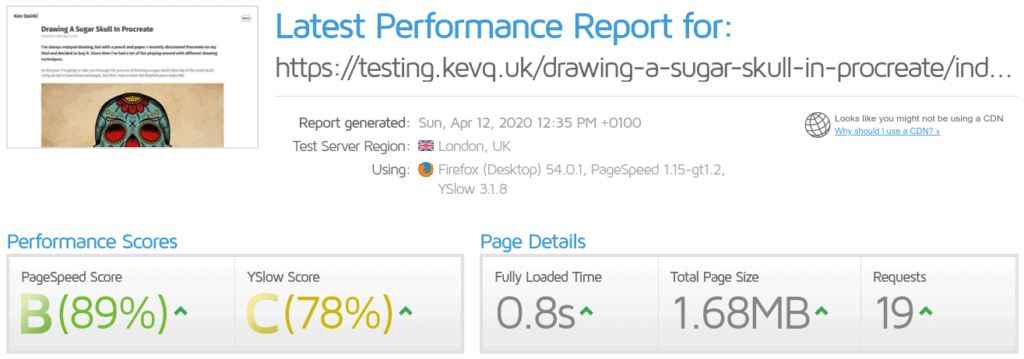 Kev Quirk
Menu
Drawing A Sugar Skull In Procreate
I've always enjoyed drawing, but with a pencil and paper. I recently discovered Procreate on my
iPad and decided to buy it. Since then I've had a lot of fun playing around with different drawing
techniques.
Latest Performance Report for:
https://testing.kevq.uk/drawing-a-sugar-skull-in-procreate/ind...
Report generated: Sun, Apr 12, 2020 12:35 PM +0100
Test Server Region: London, UK
Using: Firefox (Desktop) 54.0.1, PageSpeed 1.15-gt1.2,
YSlow 3.1.8
Looks like you might not be using a CDN
Why should I use a CDN? »
Performance Scores
PageSpeed Score
B(89%)
YSlow Score
C(78%)
Page Details
Fully Loaded Time
0.8s
Total Page Size
1.68MB
Requests
19